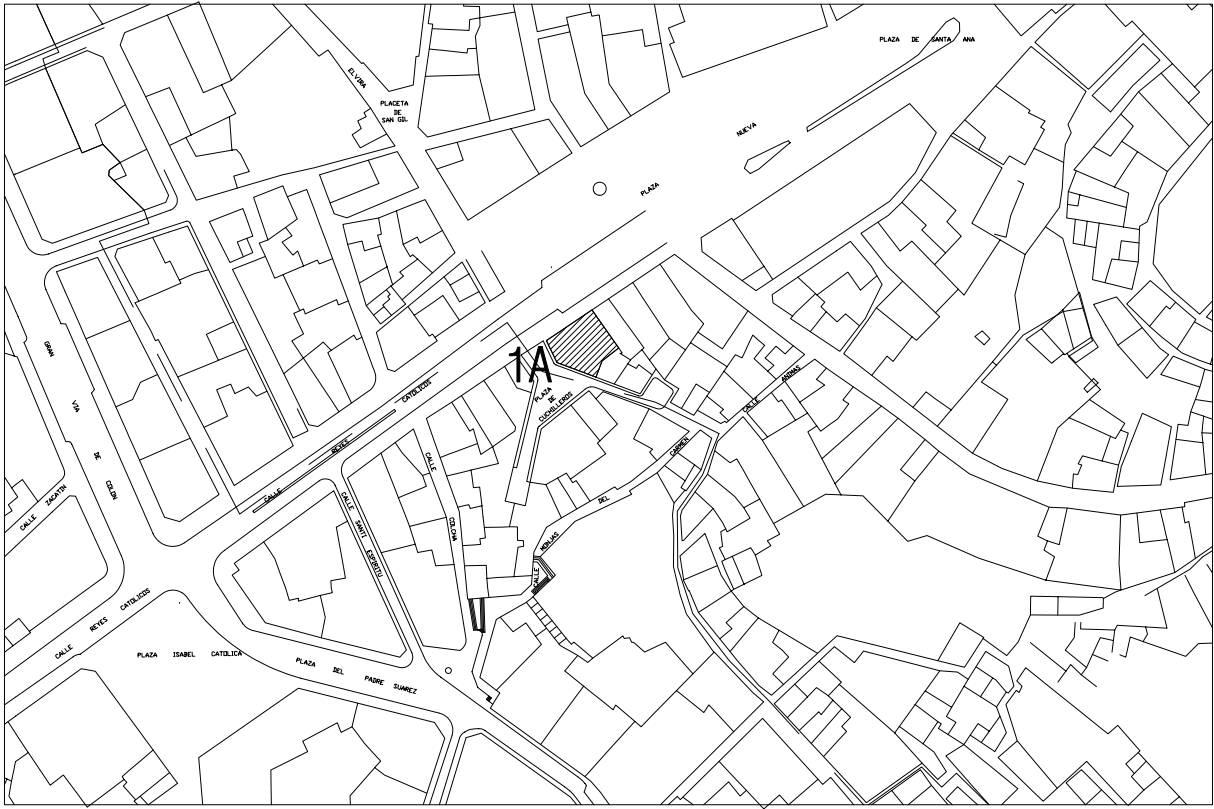 PLAZA DE SANTA ANA
ELVIRA
PLACETA
DE
SAN GIL
NUEVA
PLAZA
GRAN
VIA
DE
COLON
1A
PLAZA
DE
CUCHILLEROS
CALLE ANIMAS
CALLE REYES CATOLICOS
CALLE COLCHA
CALLE SANTI ESPIRITU
CALLE MONJAS DEL CARMEN
CALLE ZACATIN
CALLE REYES CATOLICOS
PLAZA ISABEL CATOLICA
PLAZA DEL PADRE SUAREZ